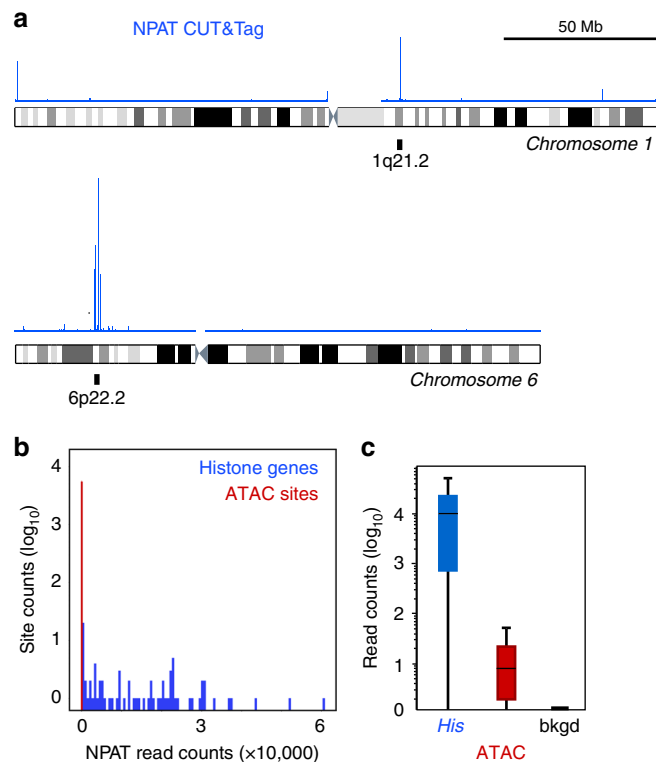 a
NPAT CUT&Tag
50 Mb
Chromosome 1
1q21.2
Chromosome 6
6p22.2
b
Histone genes
ATAC sites
Site counts (log10)
4
3
2
1
0
0 3 6
NPAT read counts (×10,000)
c
Read counts (log10)
4
3
2
1
0
His bkgd
ATAC